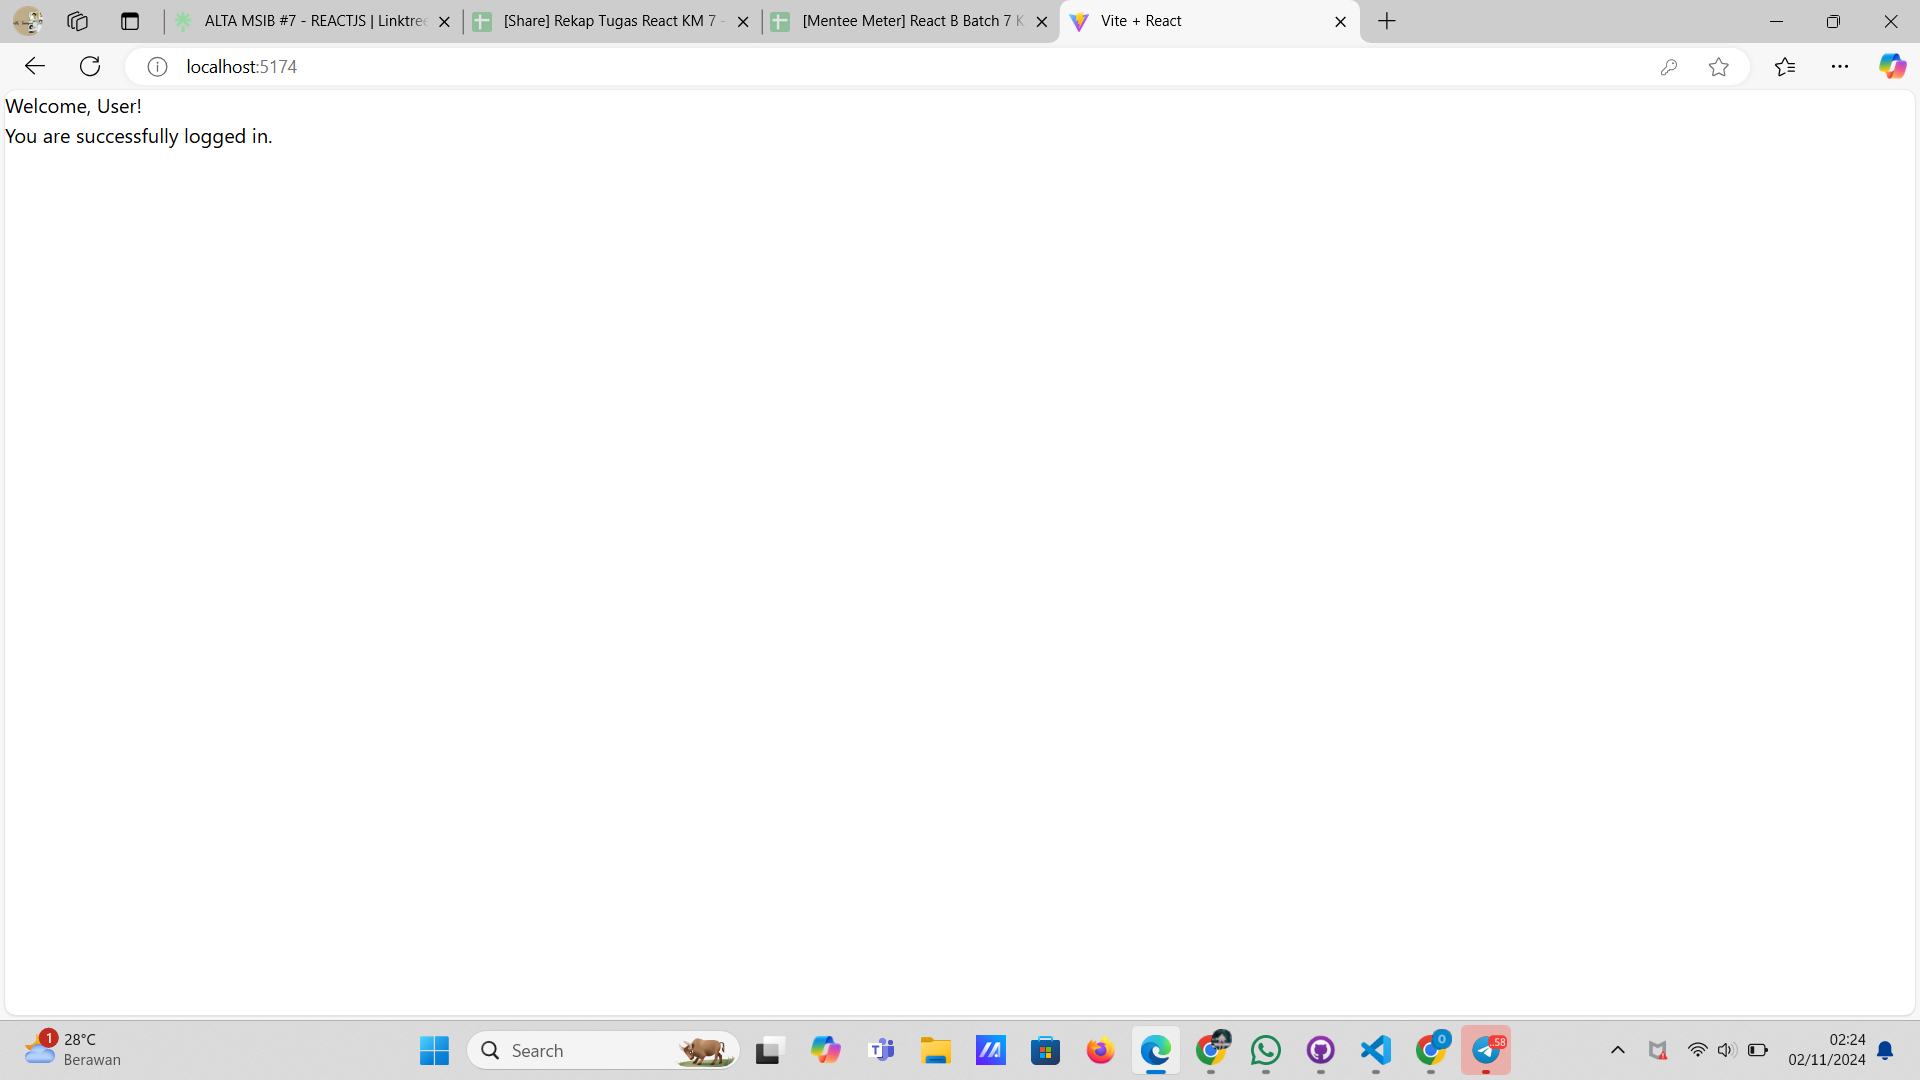 ALTA MSIB #7 - REACTJS | Linktree
[Share] Rekap Tugas React KM 7 -
[Mentee Meter] React B Batch 7 K
Vite + React
localhost:5174
Welcome, User!
You are successfully logged in.
1
28°C
Berawan
Search
0
58
02:24
02/11/2024